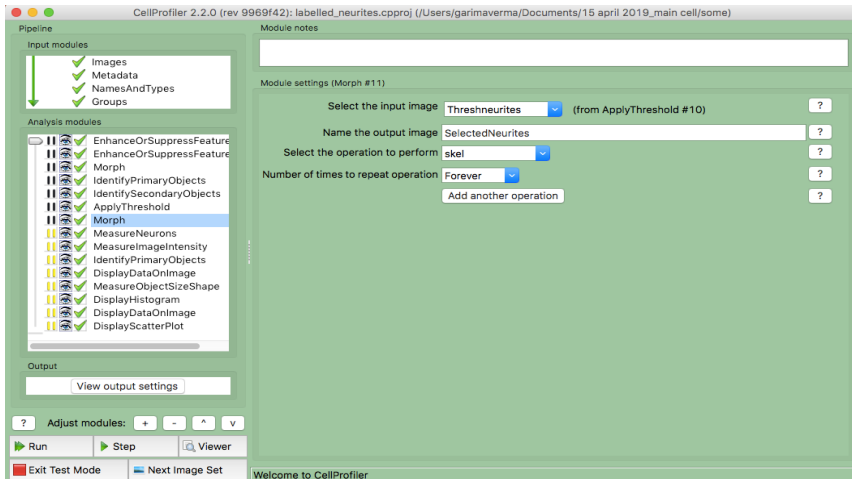 CellProfiler 2.2.0 (rev 9969f42): labelled_neurites.cpproj (/Users/garimaverma/Documents/15 april 2019_main cell/some)
Pipeline
Input modules
Images
Metadata
NamesAndTypes
Groups
Analysis modules
EnhanceOrSuppressFeature
EnhanceOrSuppressFeature
Morph
IdentifyPrimaryObjects
IdentifySecondaryObjects
ApplyThreshold
Morph
MeasureNeurons
MeasureImageIntensity
IdentifyPrimaryObjects
DisplayDataOnImage
MeasureObjectSizeShape
DisplayHistogram
DisplayDataOnImage
DisplayScatterPlot
Output
View output settings
? Adjust modules: + - ^ v
Run Step Viewer
Exit Test Mode Next Image Set
Module notes
Module settings (Morph #11)
Select the input image Threshneurites (from ApplyThreshold #10) ?
Name the output image SelectedNeurites ?
Select the operation to perform skel ?
Number of times to repeat operation Forever ?
Add another operation ?
Welcome to CellProfiler